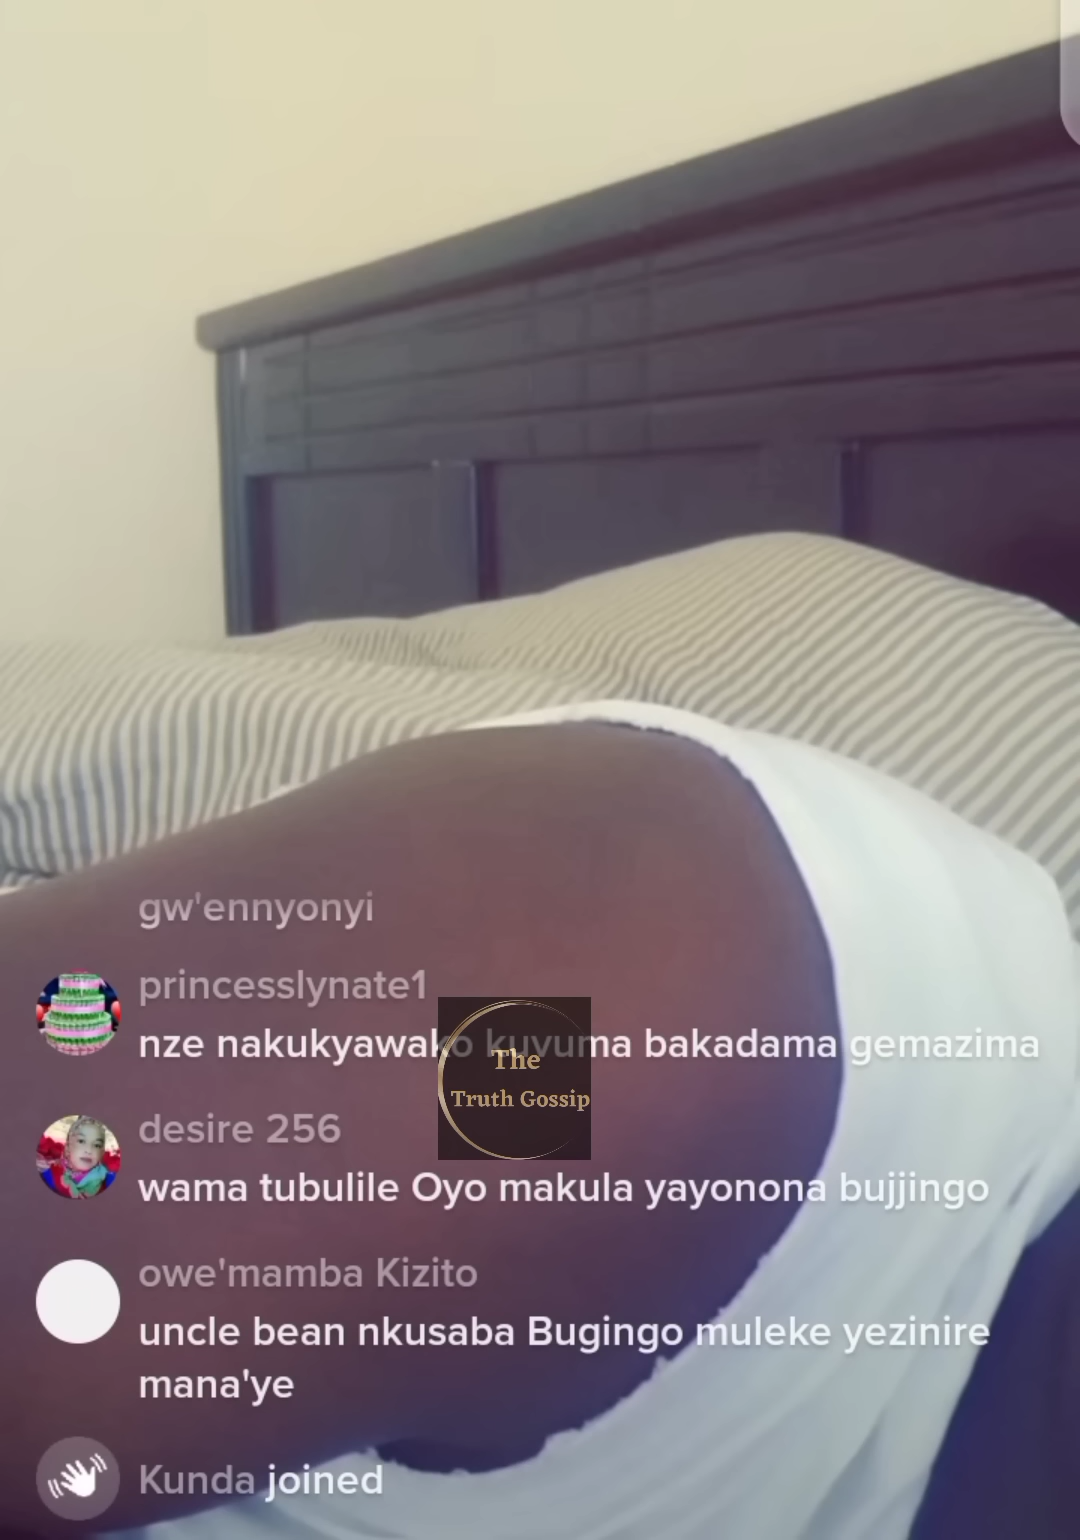 gw'ennyonyi
princesslynate1
nze nakukyawako kuvuma bakadama gemazima
The
Truth Gossip
desire 256
wama tubulile Oyo makula yayonona bujjingo
owe'mamba Kizito
uncle bean nkusaba Bugingo muleke yezinire
mana'ye
Kunda joined